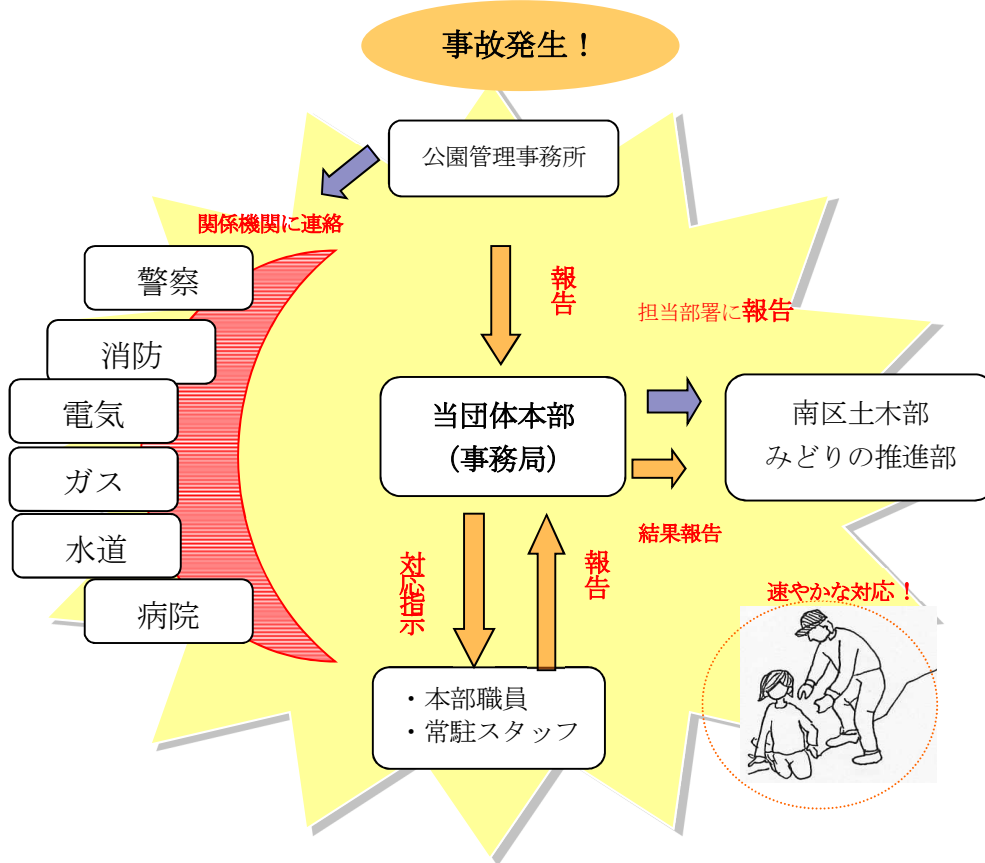 事故発生！
公園管理事務所
関係機関に連絡
警察
消防
電気
ガス
水道
病院
報告
担当部署に報告
当団体本部
（事務局）
南区土木部
みどりの推進部
結果報告
対応指示
報告
速やかな対応！
・本部職員
・常駐スタッフ